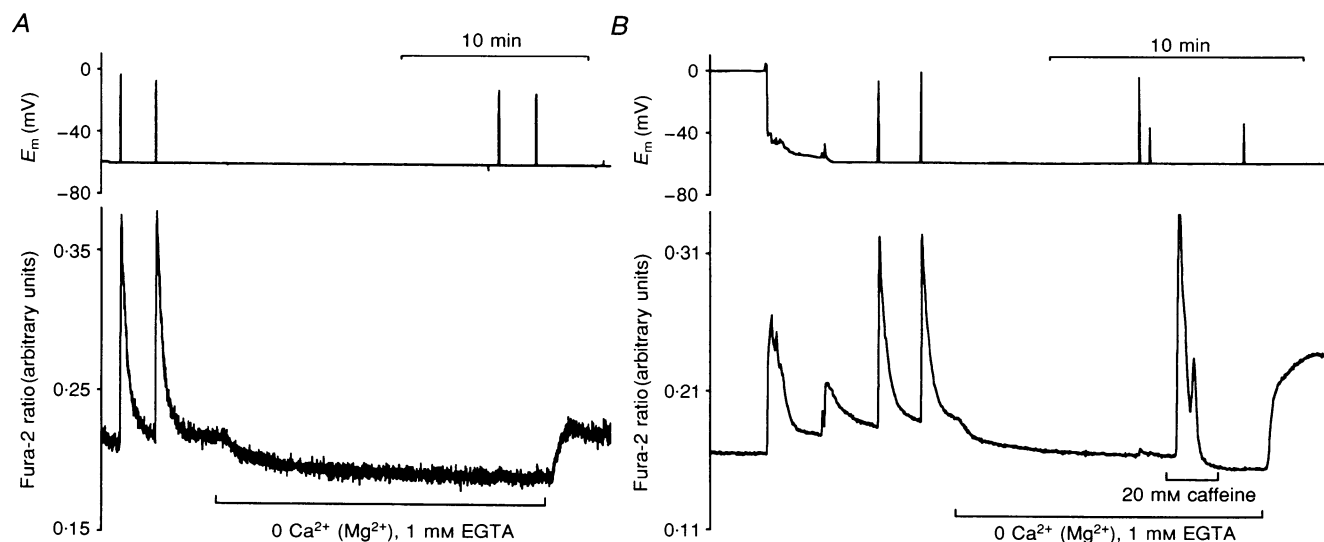 A
B
10 min
10 min
0
−40
−80
Em (mV)
0
−40
−80
Em (mV)
0·35
0·25
0·15
Fura-2 ratio (arbitrary units)
0·31
0·21
0·11
Fura-2 ratio (arbitrary units)
20 mM caffeine
0 Ca2+ (Mg2+), 1 mM EGTA
0 Ca2+ (Mg2+), 1 mM EGTA